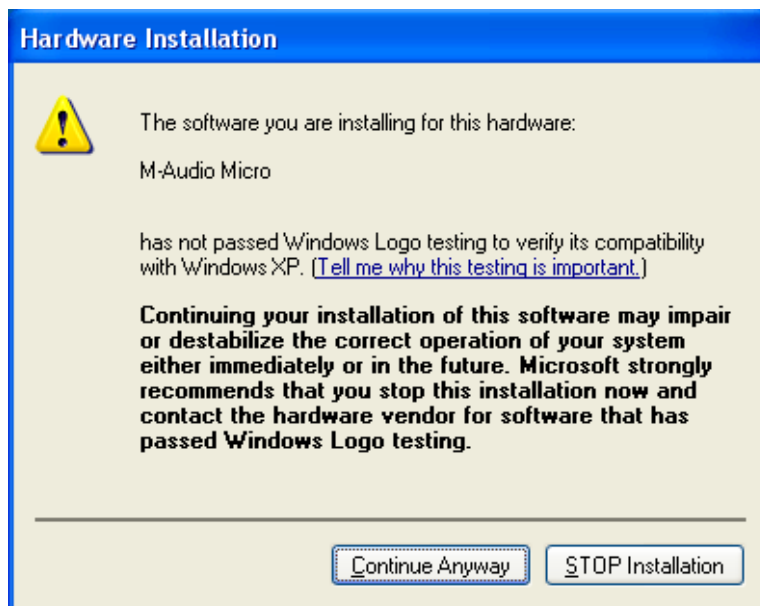 Hardware Installation
The software you are installing for this hardware:
M-Audio Micro
has not passed Windows Logo testing to verify its compatibility
with Windows XP. (Tell me why this testing is important.)
Continuing your installation of this software may impair
or destabilize the correct operation of your system
either immediately or in the future. Microsoft strongly
recommends that you stop this installation now and
contact the hardware vendor for software that has
passed Windows Logo testing.
Continue Anyway
STOP Installation